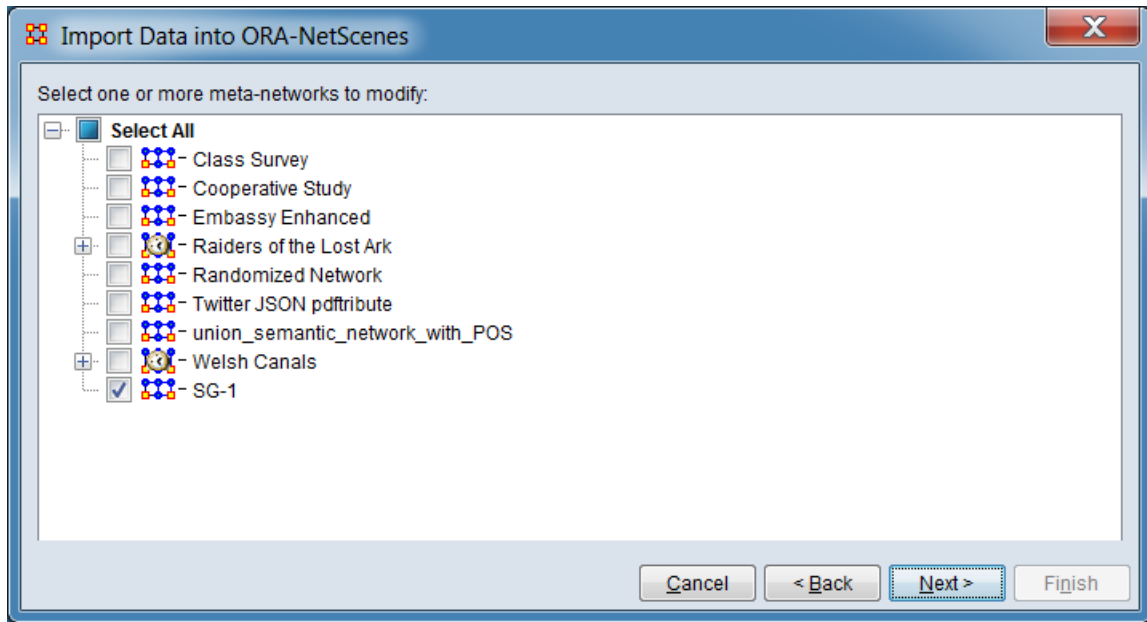 Import Data into ORA-NetScenes
X
Select one or more meta-networks to modify:
Select All
Class Survey
Cooperative Study
Embassy Enhanced
Raiders of the Lost Ark
Randomized Network
Twitter JSON pdftribute
union_semantic_network_with_POS
Welsh Canals
SG-1
Cancel < Back Next > Finish